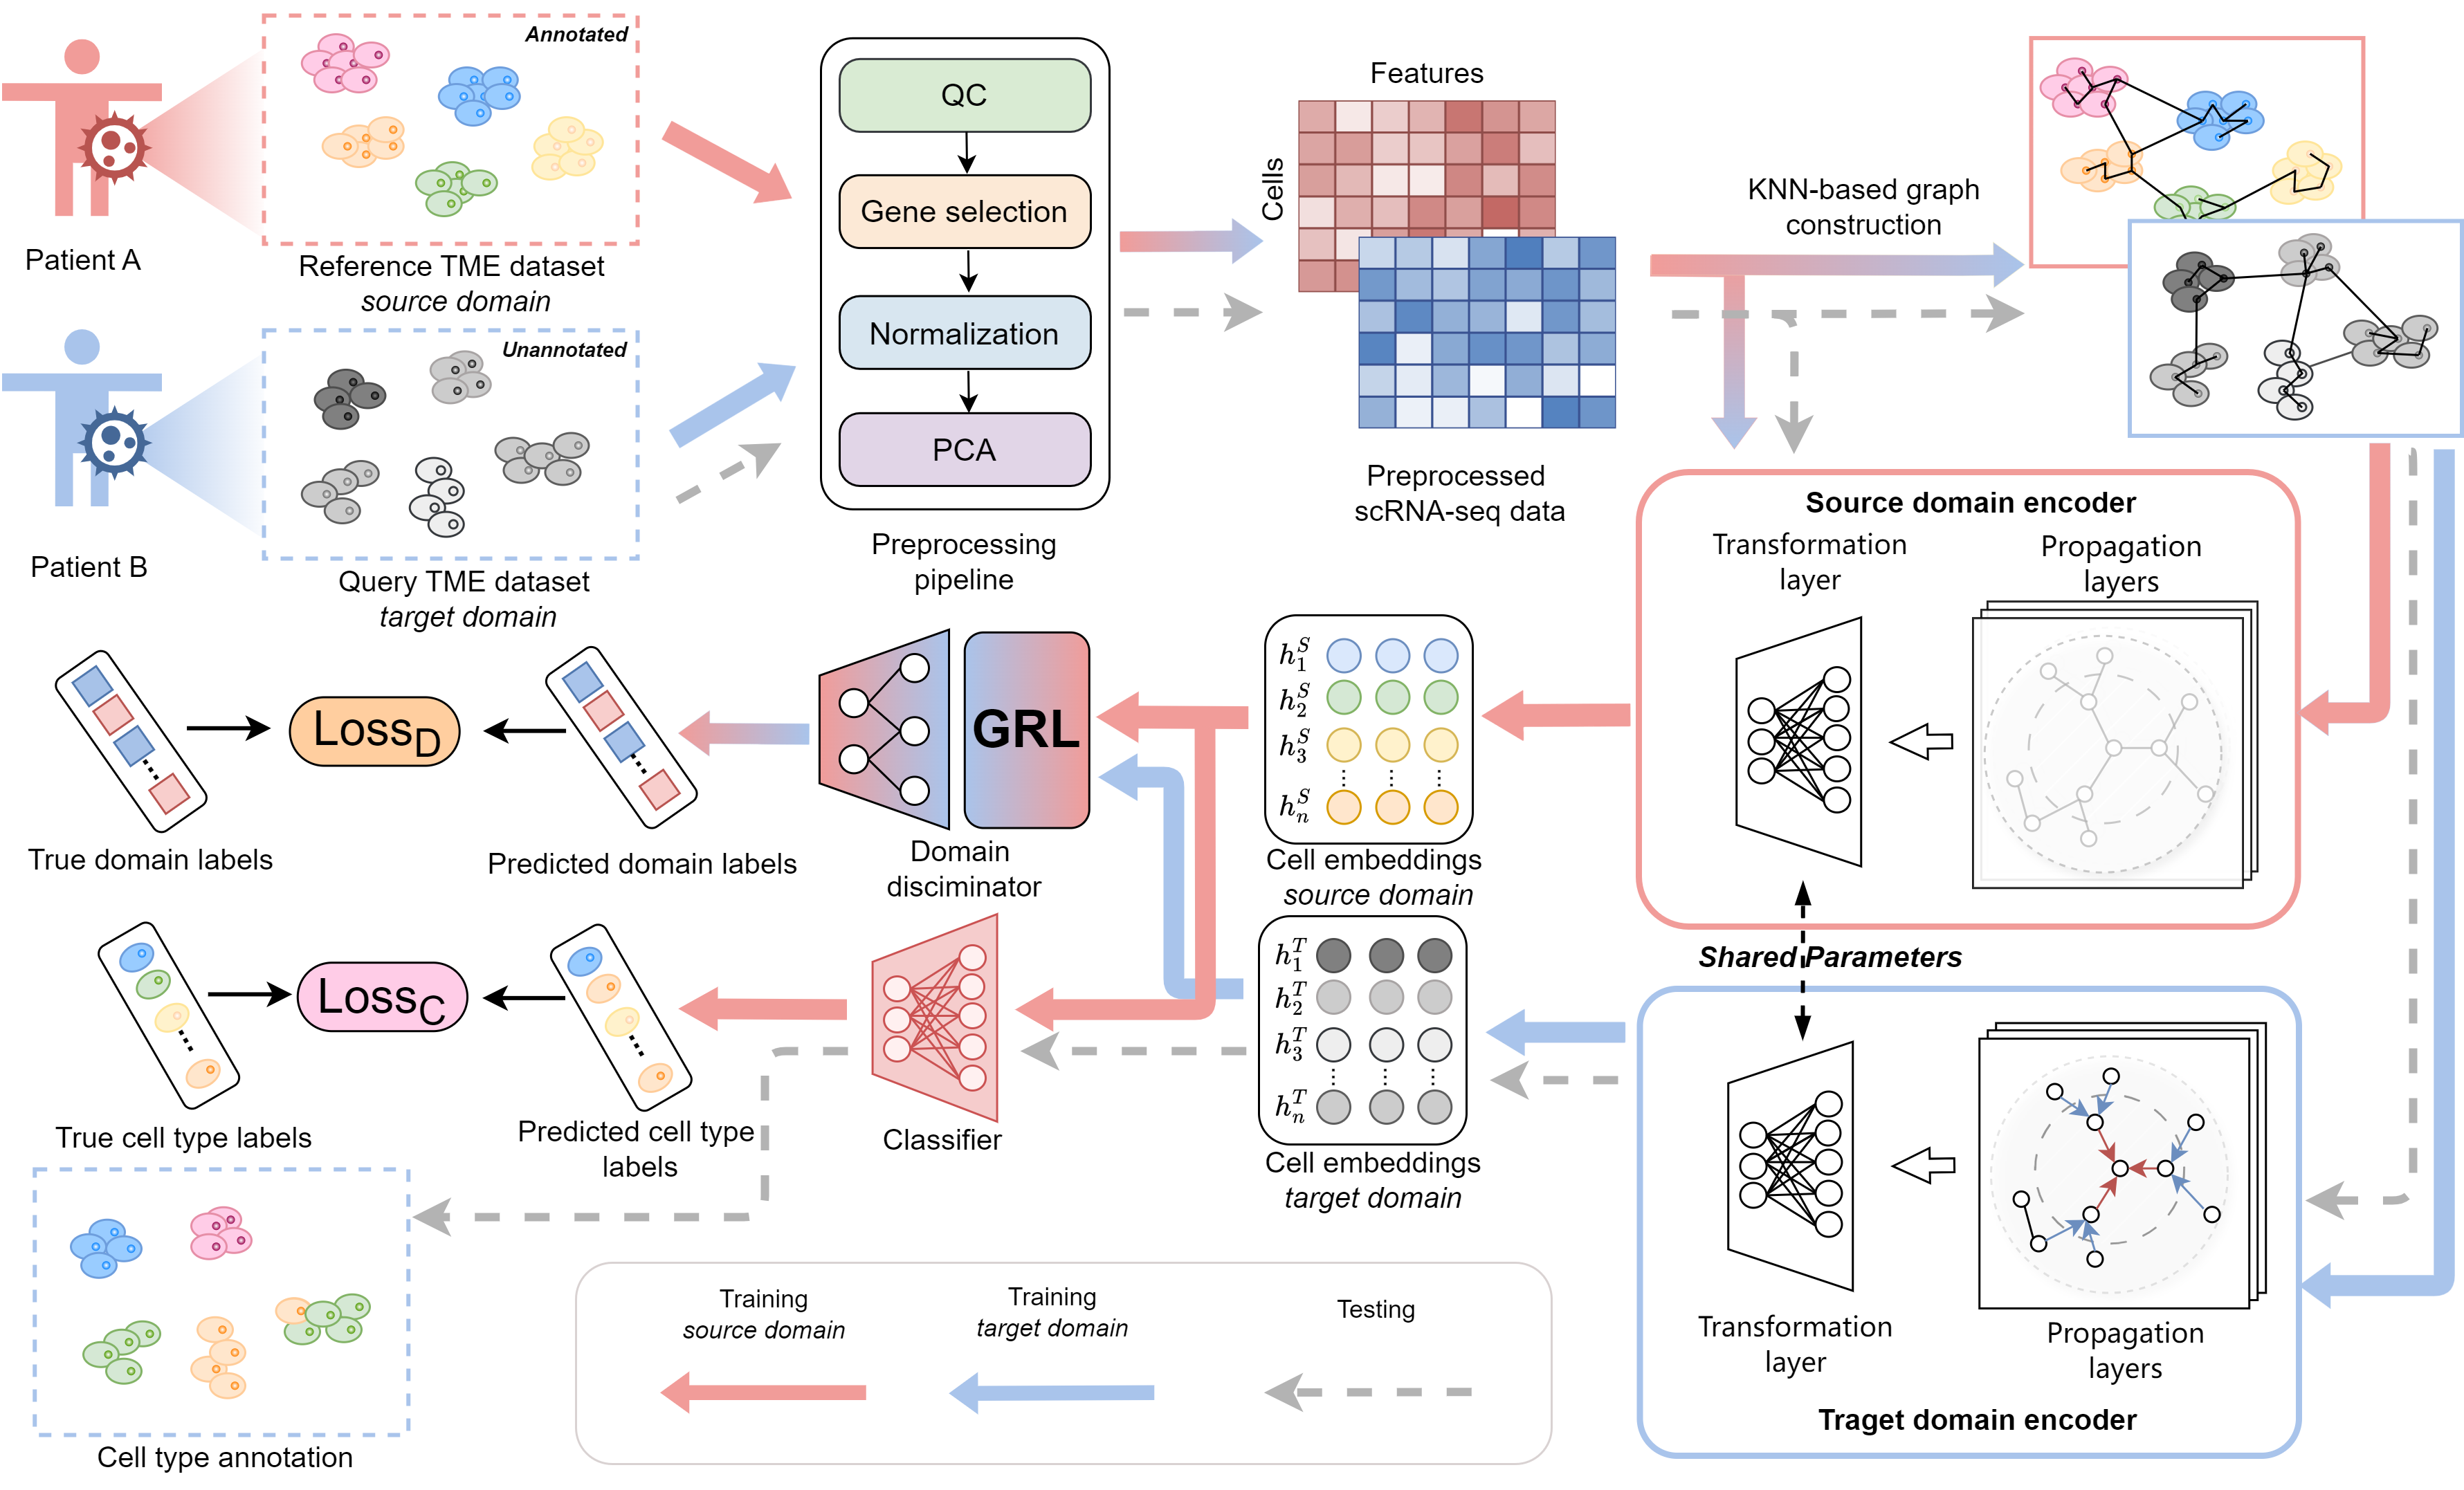 Annotated
Patient A
Reference TME dataset
source domain
Unannotated
Patient B
Query TME dataset
target domain
QC
Gene selection
Normalization
PCA
Preprocessing
pipeline
Features
Cells
Preprocessed
scRNA-seq data
KNN-based graph
construction
Source domain encoder
Transformation
layer
Propagation
layers
Shared Parameters
Transformation
layer
Propagation
layers
Traget domain encoder
h_1^S
h_2^S
h_3^S
h_n^S
Cell embeddings
source domain
h_1^T
h_2^T
h_3^T
h_n^T
Cell embeddings
target domain
GRL
Domain
disciminator
Predicted domain labels
Loss_D
True domain labels
Classifier
Predicted cell type
labels
Loss_C
True cell type labels
Cell type annotation
Training
source domain
Training
target domain
Testing